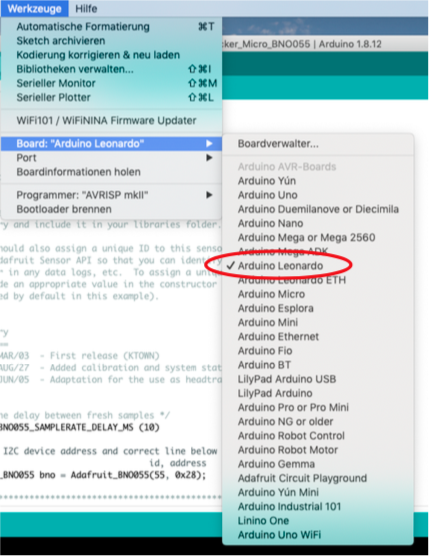 Werkzeuge Hilfe
Automatische Formatierung ⌘T
Sketch archivieren
Kodierung korrigieren & neu laden
Bibliotheken verwalten... ⇧⌘I
Serieller Monitor ⇧⌘M
Serieller Plotter ⇧⌘L
WiFi101 / WiFiNINA Firmware Updater
Board: "Arduino Leonardo"
Port
Boardinformationen holen
Programmer: "AVRISP mkII"
Bootloader brennen
cker_Micro_BNO055 | Arduino 1.8.12
Boardverwalter...
Arduino AVR-Boards
Arduino Yún
Arduino Uno
Arduino Duemilanove or Diecimila
Arduino Nano
Arduino Mega or Mega 2560
Arduino Mega ADK
✓ Arduino Leonardo
Arduino Leonardo ETH
Arduino Micro
Arduino Esplora
Arduino Mini
Arduino Ethernet
Arduino Fio
Arduino BT
LilyPad Arduino USB
LilyPad Arduino
Arduino Pro or Pro Mini
Arduino NG or older
Arduino Robot Control
Arduino Robot Motor
Arduino Gemma
Adafruit Circuit Playground
Arduino Yún Mini
Arduino Industrial 101
Linino One
Arduino Uno WiFi
ry and include it in your libraries folder.
hould also assign a unique ID to this senso
dafruit Sensor API so that you can identify
r in any data logs, etc. To assign a uniq
de an appropriate value in the constructor
ed by default in this example).
ry
==
MAR/03 - First release (KTOWN)
AUG/27 - Added calibration and system stat
JUN/05 - Adaptation for the use as headtra
he delay between fresh samples */
BNO055_SAMPLERATE_DELAY_MS (10)
I2C device address and correct line below
id, address
_BNO055 bno = Adafruit_BNO055(55, 0x28);